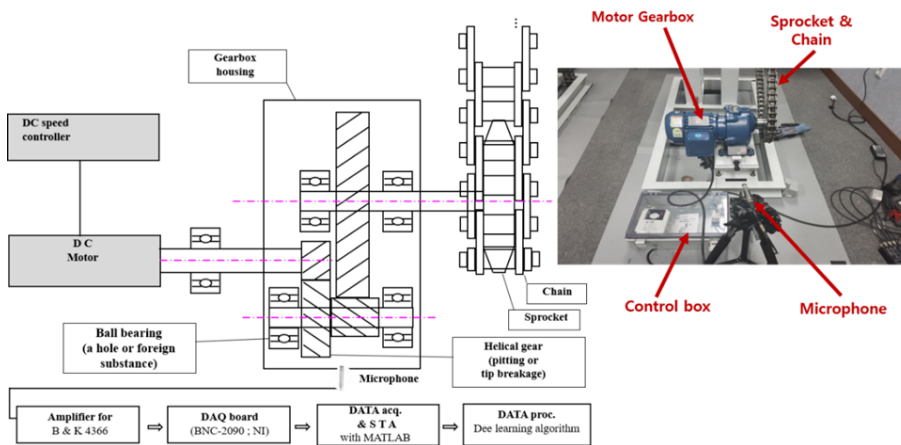 Gearbox
housing
DC speed
controller
D C
Motor
Ball bearing
(a hole or foreign
substance)
Chain
Sprocket
Helical gear
(pitting or
tip breakage)
Microphone
Amplifier for
B & K 4366
DAQ board
(BNC-2090 ; NI)
DATA acq.
& S T A
with MATLAB
DATA proc.
Dee learning algorithm
Motor Gearbox
Sprocket &
Chain
Control box
Microphone